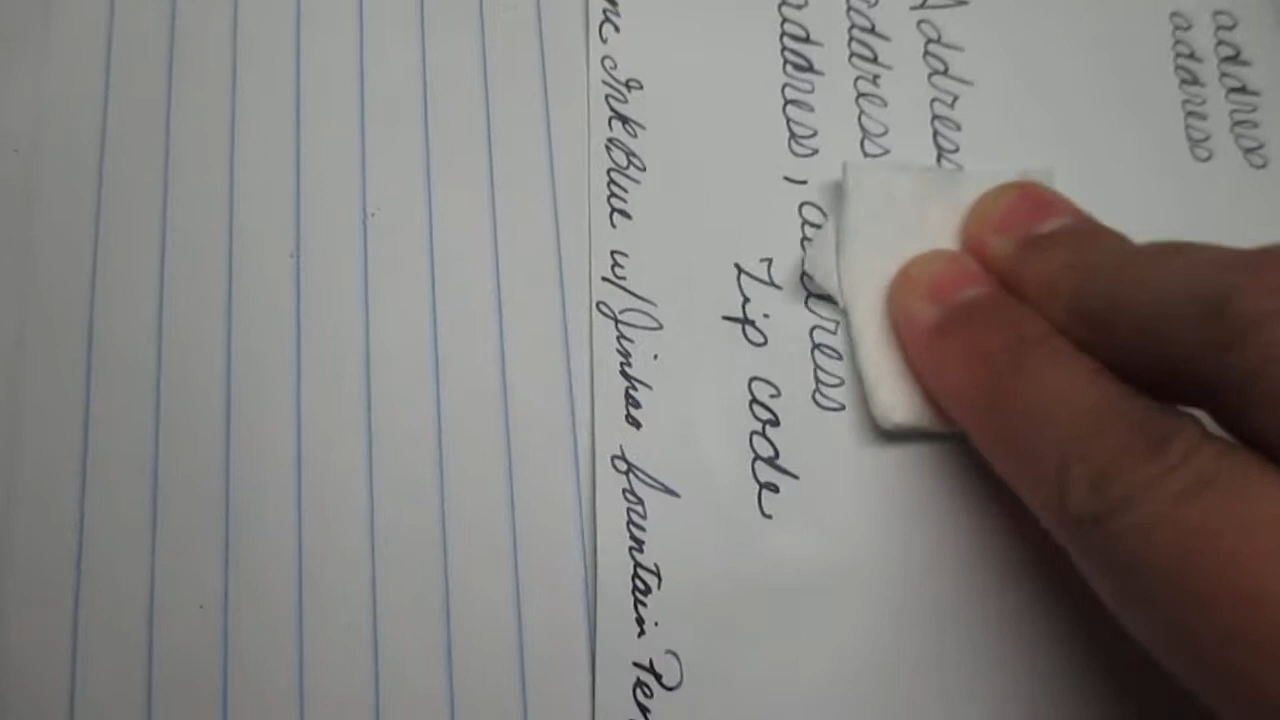 address
address
Address
address
address, address
Zip code
Ink Blue w/ Jinhao fountain Pen